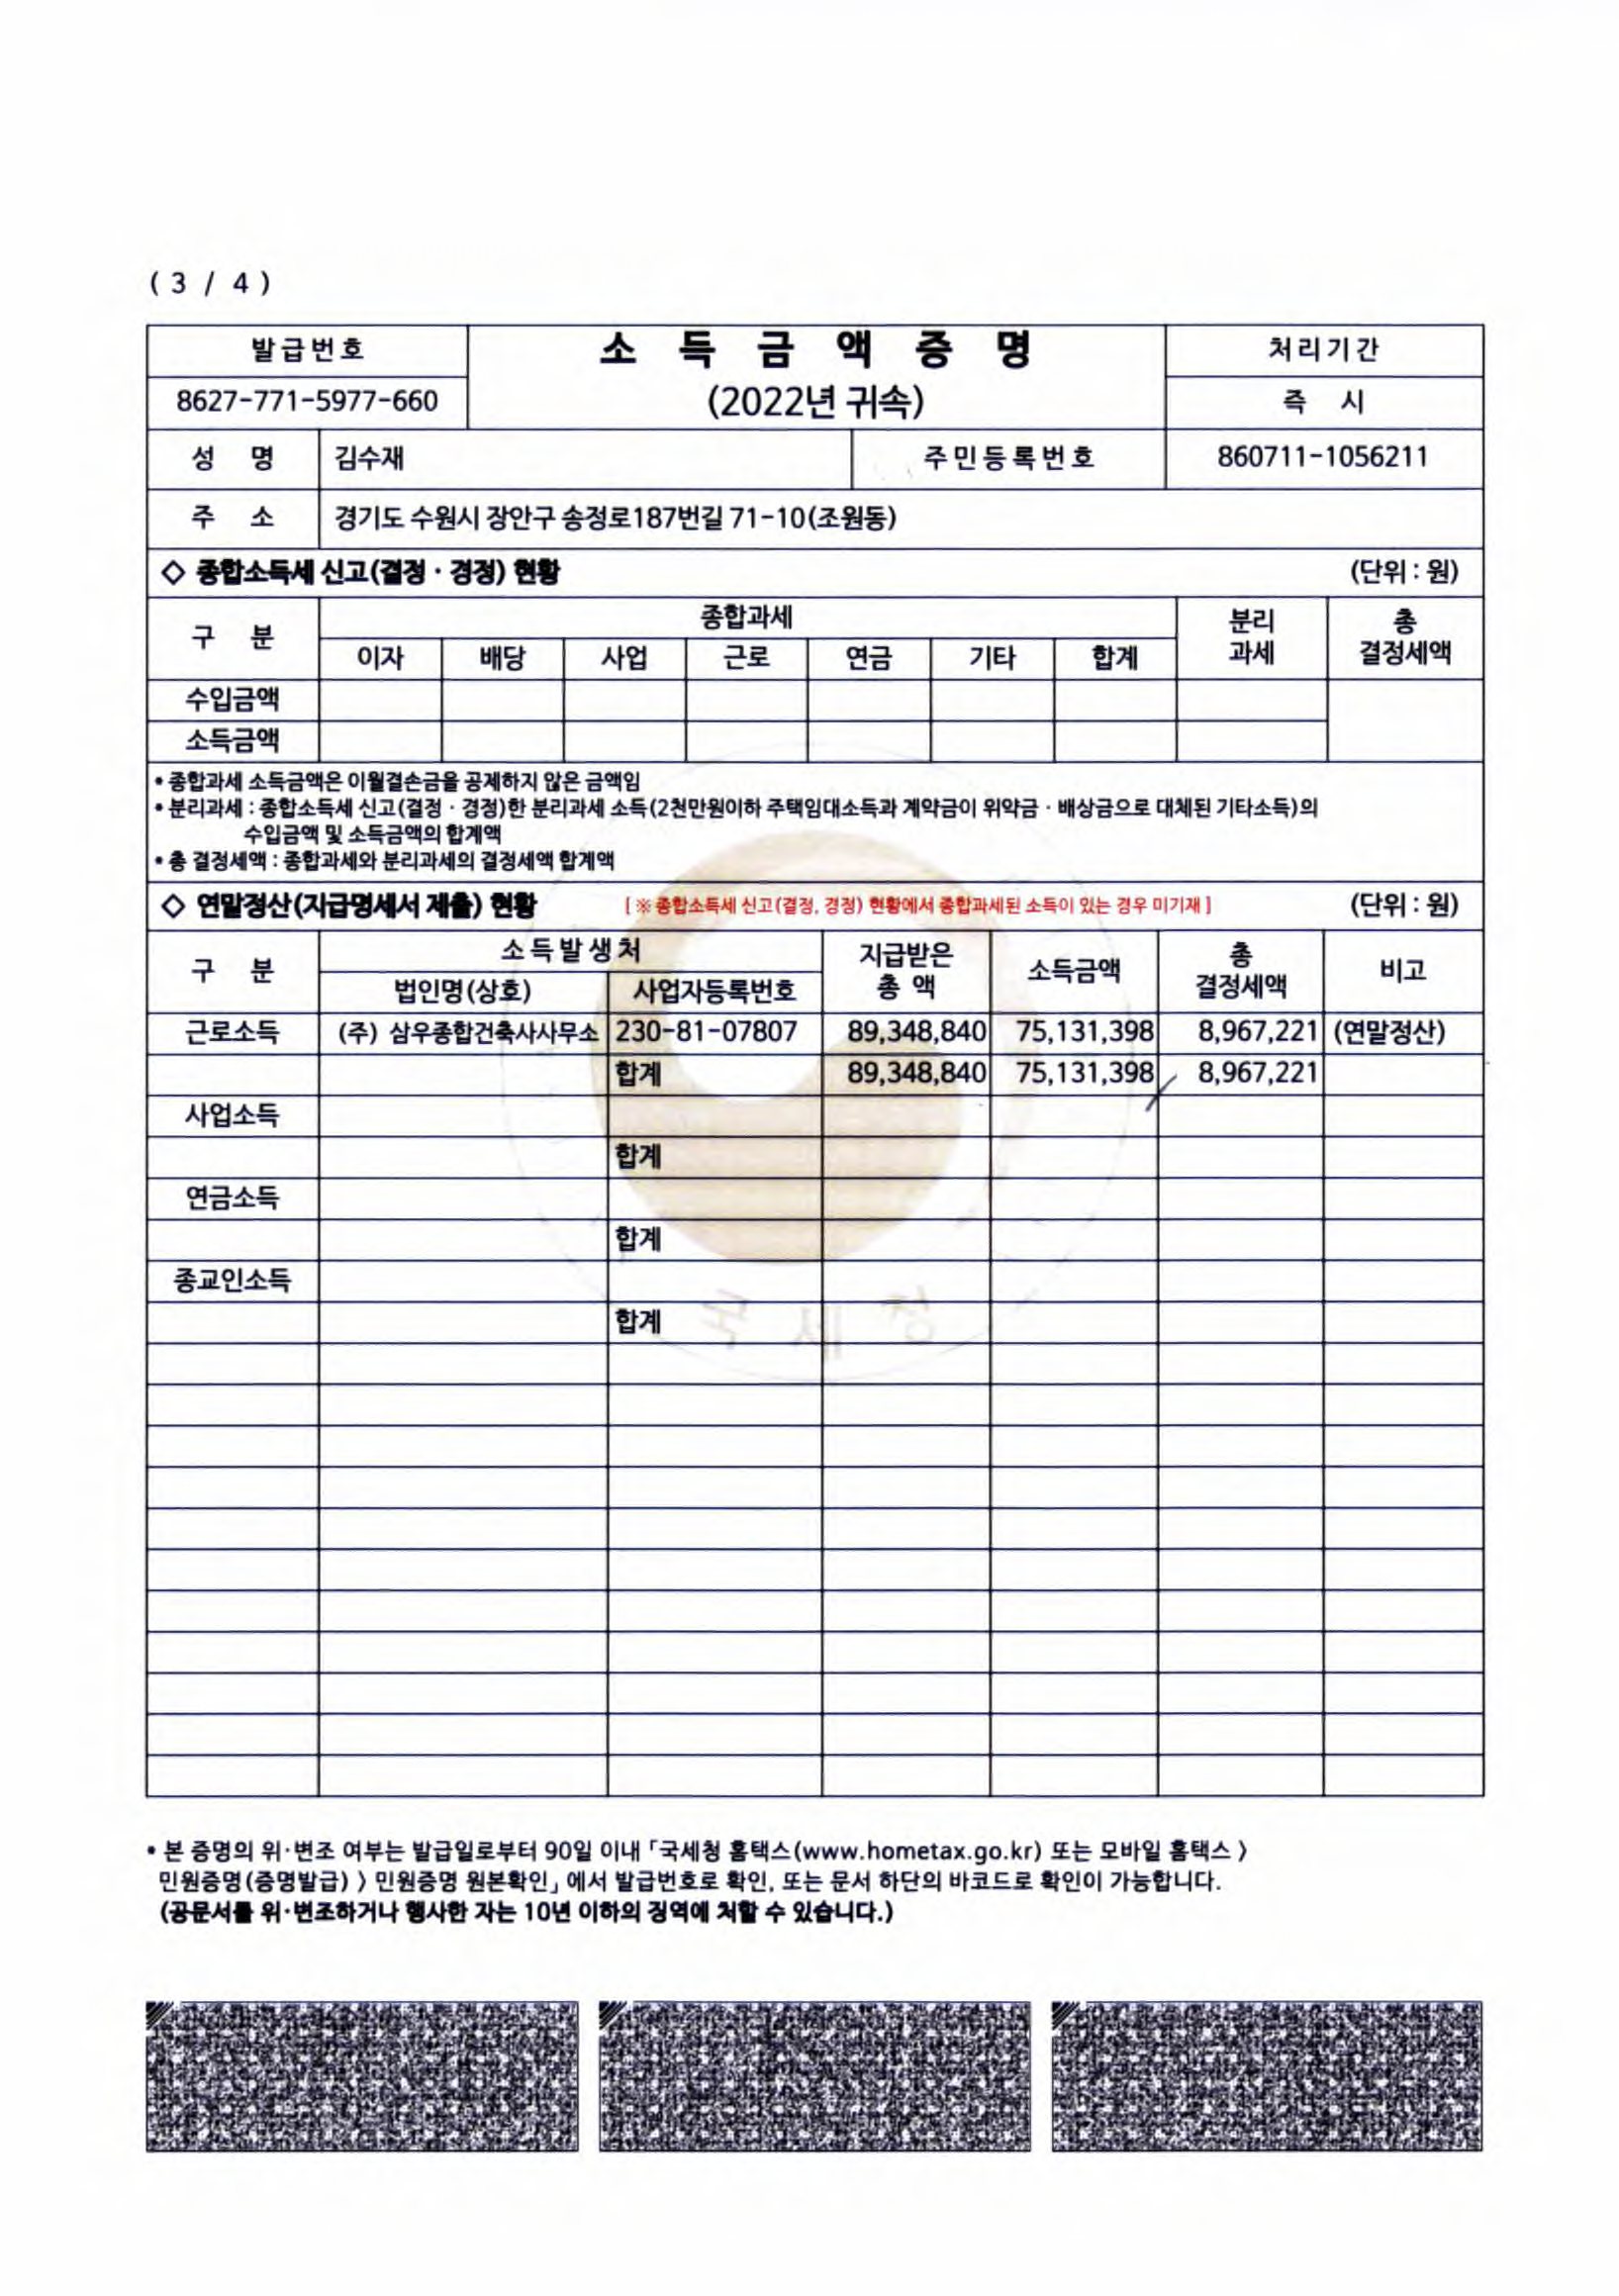 ( 3 / 4 )
발급번호
소 득 금 액 증 명
처리기간
8627-771-5977-660
(2022년 귀속)
즉 시
성 명 김수재 주민등록번호 860711-1056211
주 소 경기도 수원시 장안구 송정로187번길 71-10(조원동)
◇ 종합소득세 신고(결정 · 경정) 현황 (단위 : 원)
구 분 종합과세 분리 과세 총 결정세액
이자 배당 사업 근로 연금 기타 합계
수입금액
소득금액
• 종합과세 소득금액은 이월결손금을 공제하지 않은 금액임
• 분리과세 : 종합소득세 신고(결정 · 경정)한 분리과세 소득(2천만원이하 주택임대소득과 계약금이 위약금 · 배상금으로 대체된 기타소득)의
수입금액 및 소득금액의 합계액
• 총 결정세액 : 종합과세와 분리과세의 결정세액 합계액
◇ 연말정산(지급명세서 제출) 현황 [ ※ 종합소득세 신고(결정, 경정) 현황에서 종합과세된 소득이 있는 경우 미기재 ] (단위 : 원)
구 분 소득발생처 지급받은 총 액 소득금액 총 결정세액 비고
법인명(상호) 사업자등록번호
근로소득 (주) 삼우종합건축사사무소 230-81-07807 89,348,840 75,131,398 8,967,221 (연말정산)
합계 89,348,840 75,131,398 8,967,221
사업소득
합계
연금소득
합계
종교인소득
합계
국 세 청
• 본 증명의 위·변조 여부는 발급일로부터 90일 이내 「국세청 홈택스(www.hometax.go.kr) 또는 모바일 홈택스 〉
민원증명(증명발급) 〉 민원증명 원본확인」에서 발급번호로 확인, 또는 문서 하단의 바코드로 확인이 가능합니다.
(공문서를 위·변조하거나 행사한 자는 10년 이하의 징역에 처할 수 있습니다.)